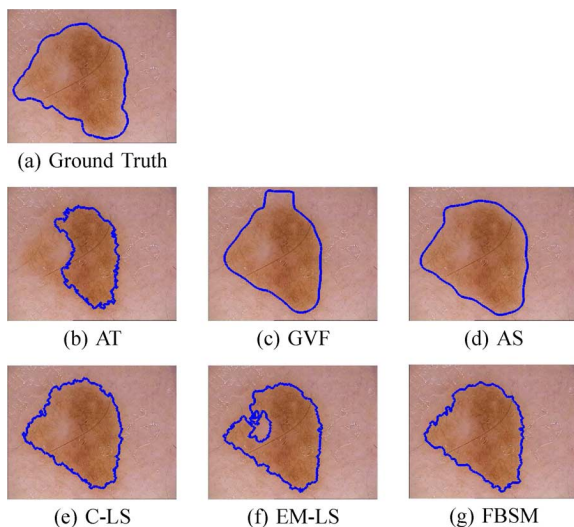 (a) Ground Truth
(b) AT
(c) GVF
(d) AS
(e) C-LS
(f) EM-LS
(g) FBSM